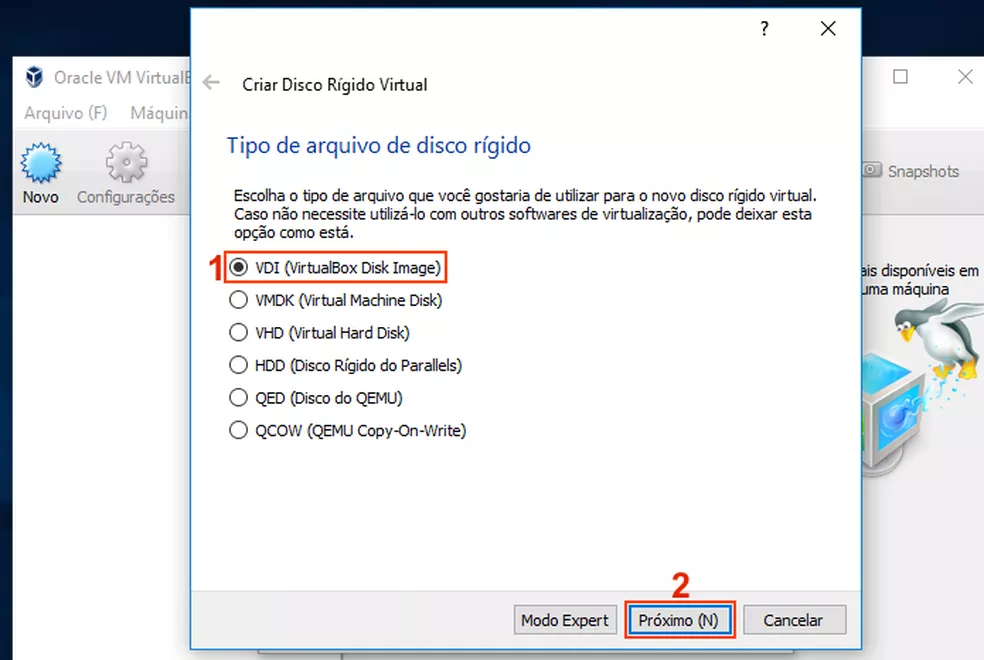 ?
Oracle VM VirtualB
Criar Disco Rígido Virtual
Arquivo (F) Máquin
Tipo de arquivo de disco rígido
Novo
Configurações
Snapshots
Escolha o tipo de arquivo que você gostaria de utilizar para o novo disco rígido virtual.
Caso não necessite utilizá-lo com outros softwares de virtualização, pode deixar esta
opção como está.
1
VDI (VirtualBox Disk Image)
VMDK (Virtual Machine Disk)
VHD (Virtual Hard Disk)
HDD (Disco Rígido do Parallels)
QED (Disco do QEMU)
QCOW (QEMU Copy-On-Write)
ais disponíveis em
uma máquina
2
Modo Expert
Próximo (N)
Cancelar